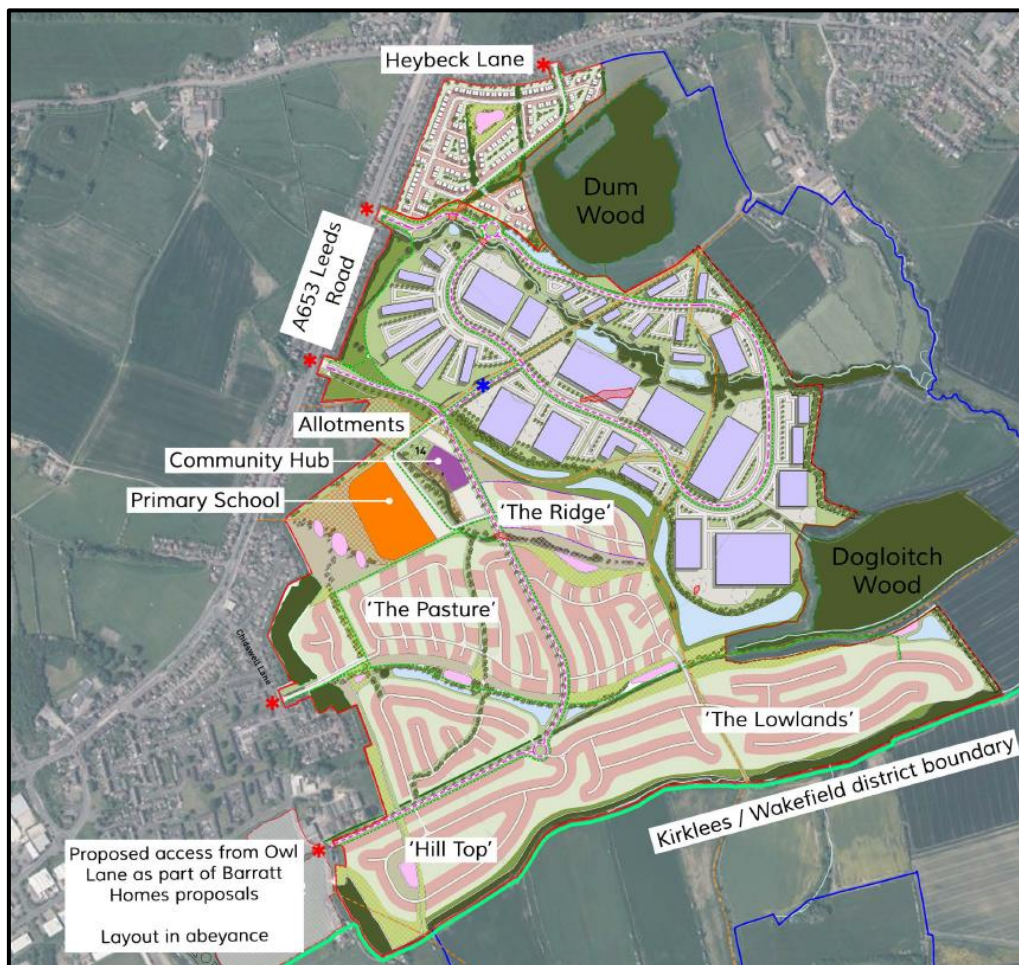 Heybeck Lane
Dum
Wood
A653 Leeds
Road
Allotments
14
Community Hub
Primary School
'The Ridge'
Dogloitch
Wood
'The Pasture'
Chidswell Lane
'The Lowlands'
Kirklees / Wakefield district boundary
'Hill Top'
Proposed access from Owl
Lane as part of Barratt
Homes proposals
Layout in abeyance